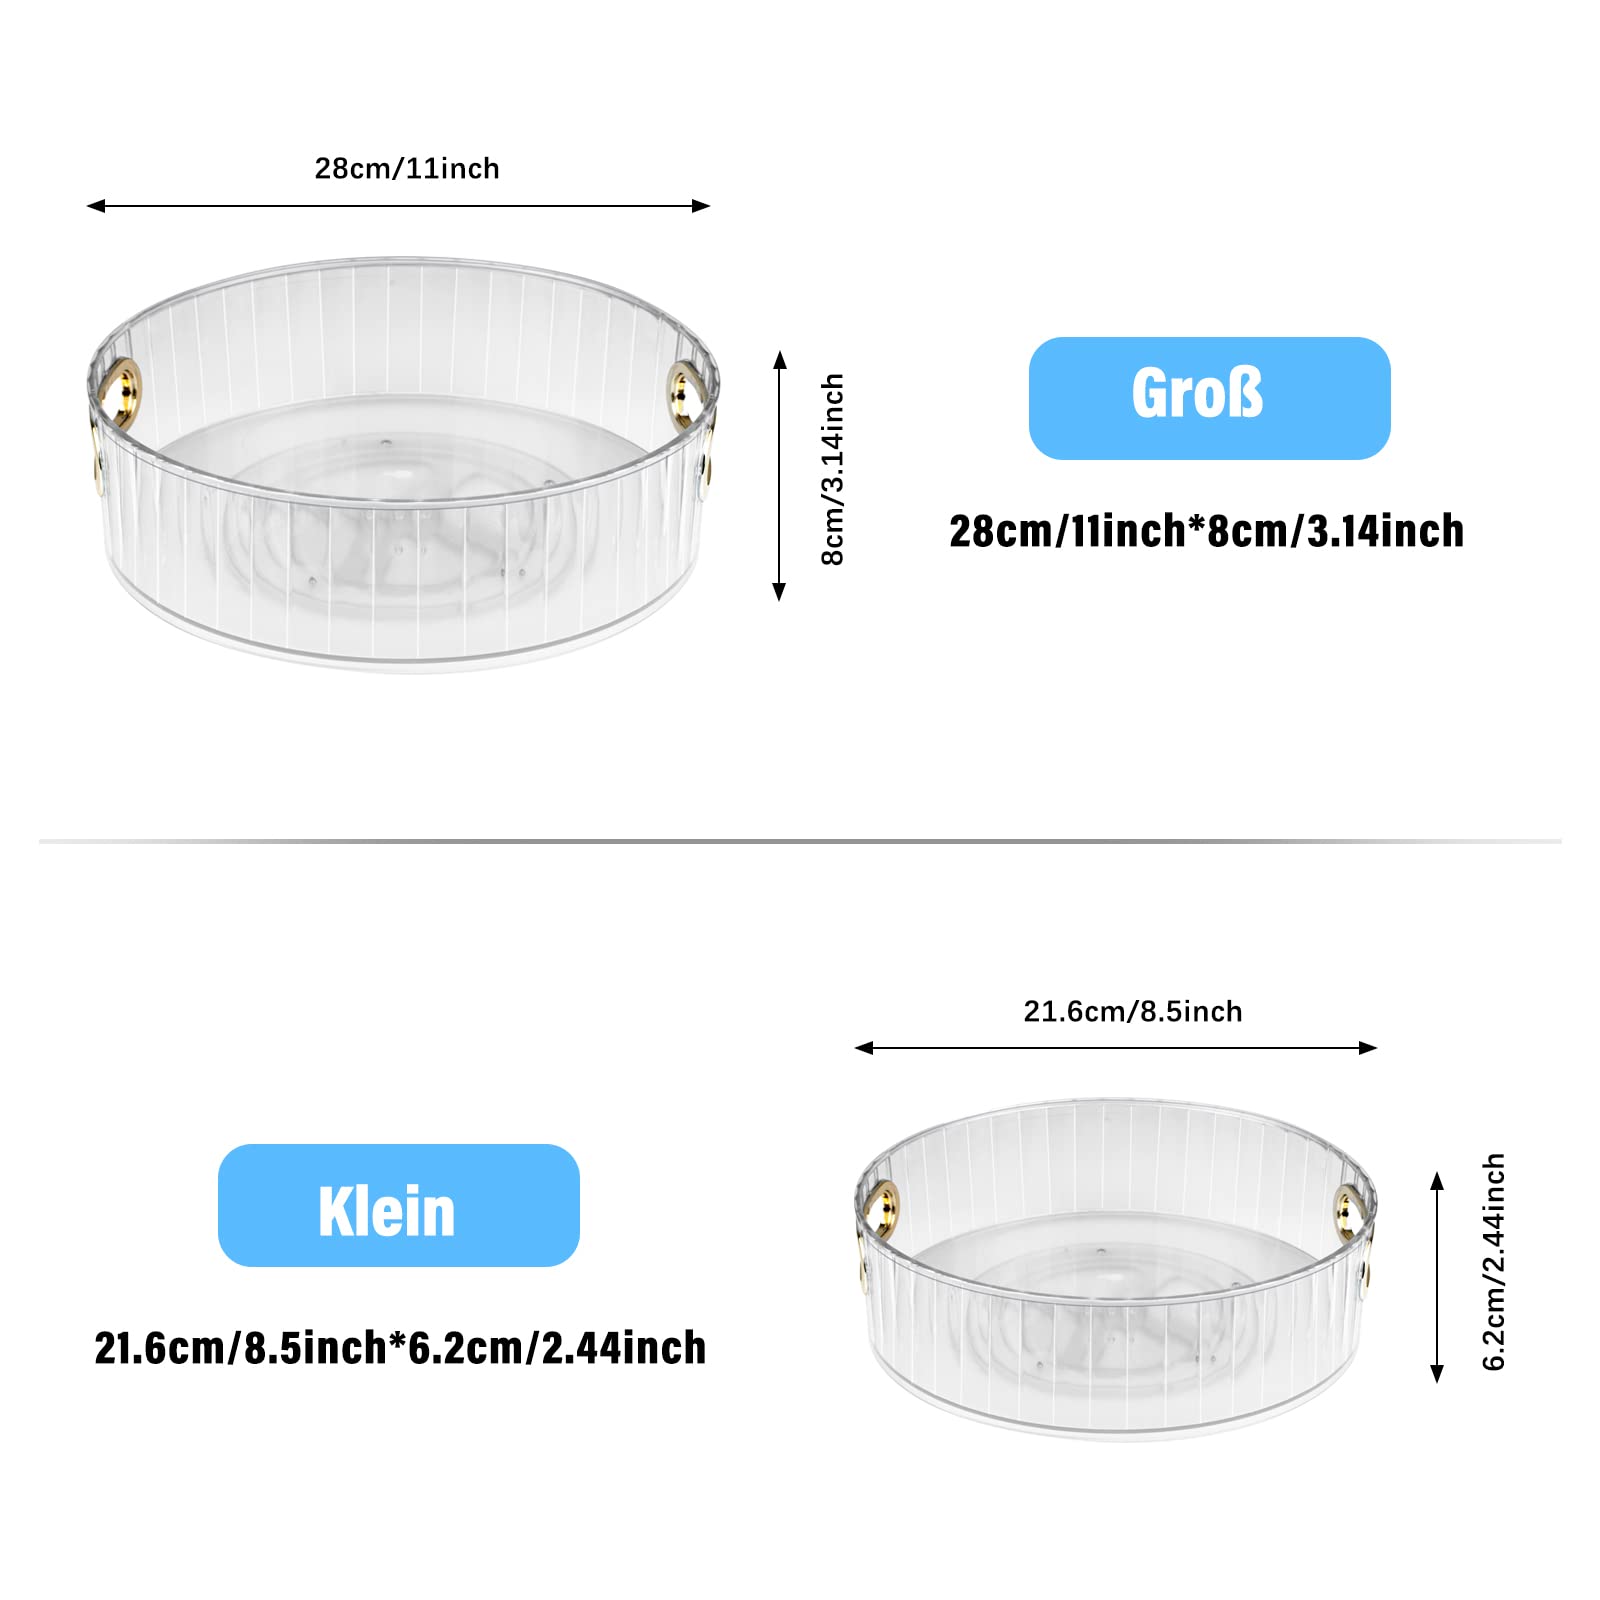 28cm/11inch
8cm/3.14inch
Groß
28cm/11inch*8cm/3.14inch
21.6cm/8.5inch
6.2cm/2.44inch
Klein
21.6cm/8.5inch*6.2cm/2.44inch